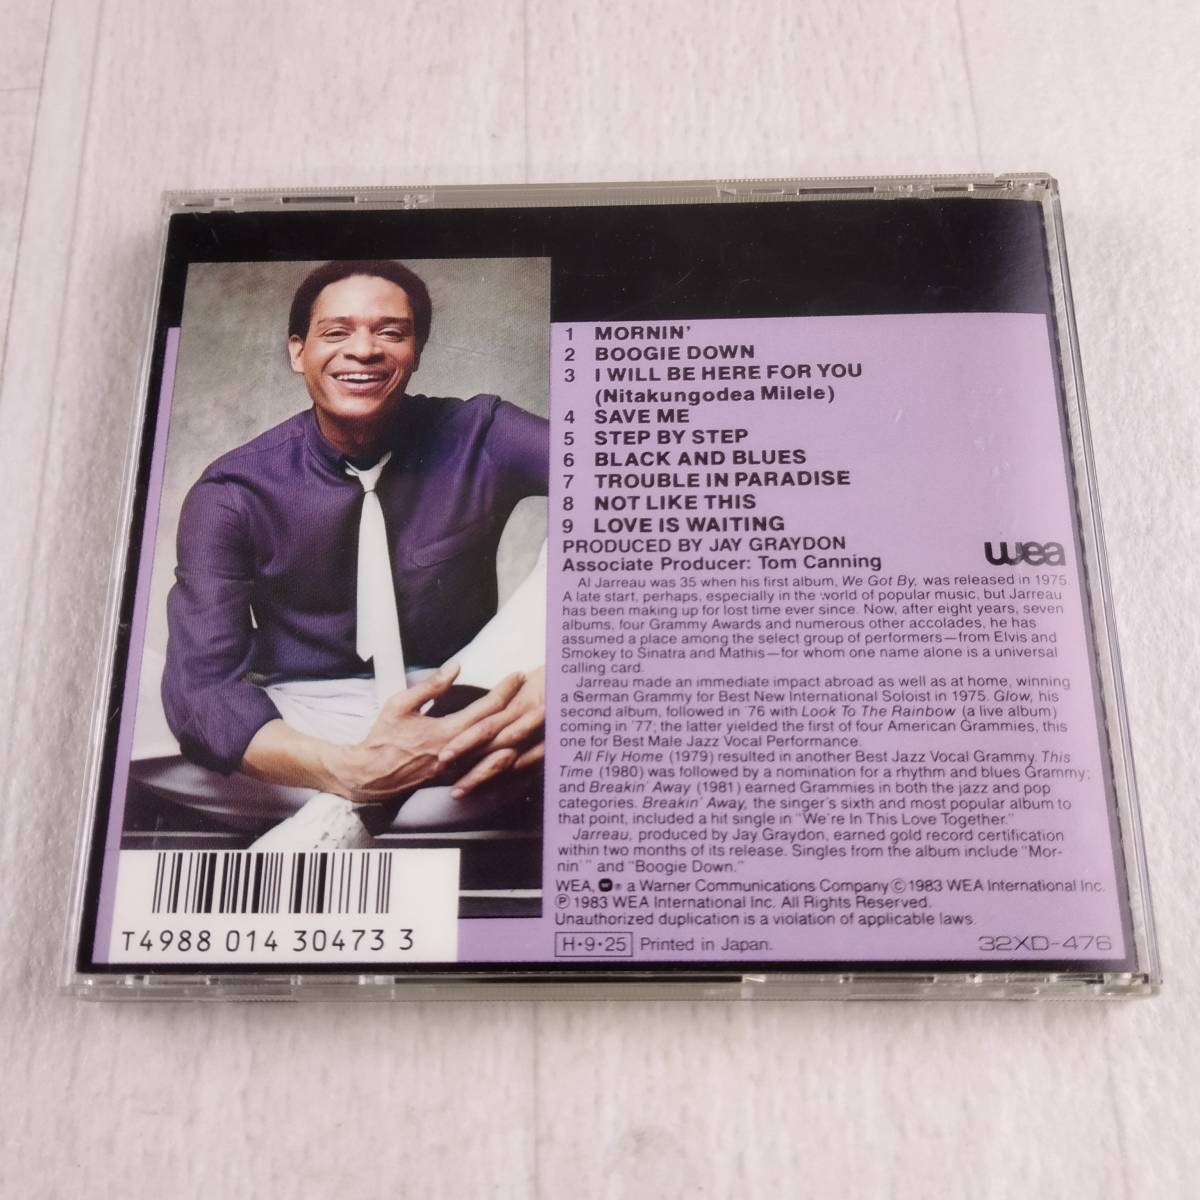 1 MORNIN'
2 BOOGIE DOWN
3 I WILL BE HERE FOR YOU
(Nitakungodea Milele)
4 SAVE ME
5 STEP BY STEP
6 BLACK AND BLUES
7 TROUBLE IN PARADISE
8 NOT LIKE THIS
9 LOVE IS WAITING
PRODUCED BY JAY GRAYDON
Associate Producer: Tom Canning
wea
Al Jarreau was 35 when his first album, We Got By, was released in 1975.
A late start, perhaps, especially in the world of popular music, but Jarreau
has been making up for lost time ever since. Now, after eight years, seven
albums, four Grammy Awards and numerous other accolades, he has
assumed a place among the select group of performers—from Elvis and
Smokey to Sinatra and Mathis—for whom one name alone is a universal
calling card.
Jarreau made an immediate impact abroad as well as at home, winning
a German Grammy for Best New International Soloist in 1975. Glow, his
second album, followed in '76 with Look To The Rainbow (a live album)
coming in '77; the latter yielded the first of four American Grammies, this
one for Best Male Jazz Vocal Performance.
All Fly Home (1979) resulted in another Best Jazz Vocal Grammy. This
Time (1980) was followed by a nomination for a rhythm and blues Grammy;
and Breakin' Away (1981) earned Grammies in both the jazz and pop
categories. Breakin' Away, the singer's sixth and most popular album to
that point, included a hit single in "We're In This Love Together."
Jarreau, produced by Jay Graydon, earned gold record certification
within two months of its release. Singles from the album include "Mor-
nin'" and "Boogie Down."
WEA, ® a Warner Communications Company Ⓒ 1983 WEA International Inc.
Ⓟ 1983 WEA International Inc. All Rights Reserved.
Unauthorized duplication is a violation of applicable laws.
H·9·25 Printed in Japan. 32XD-476
T4988 014 30473 3